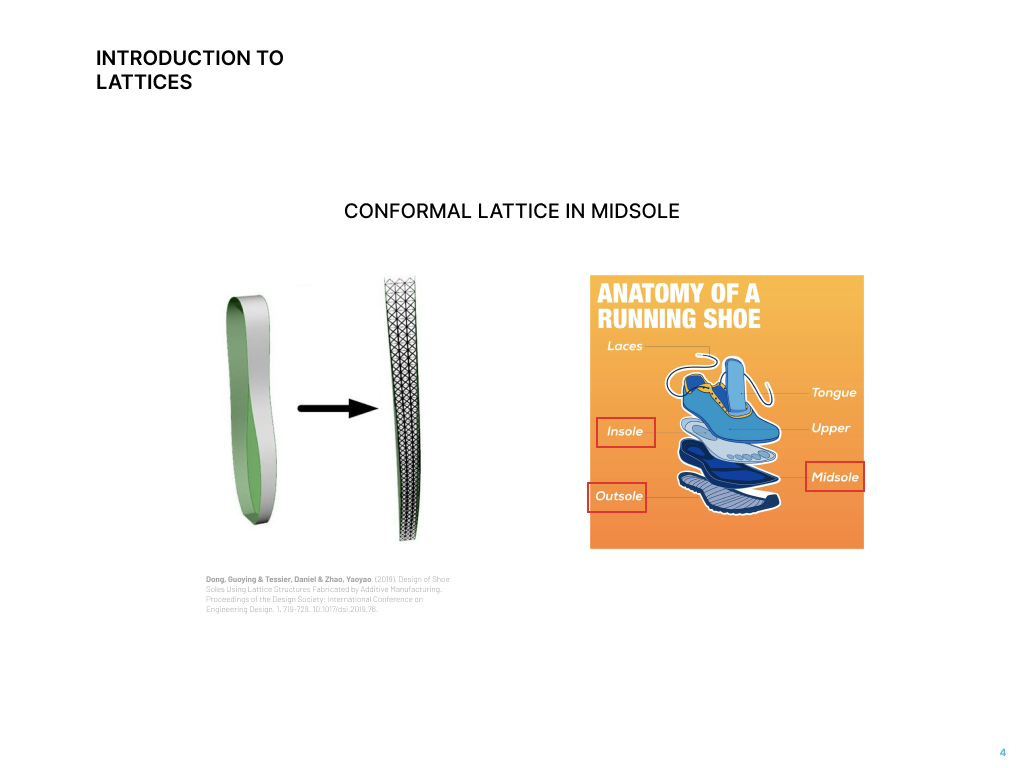 INTRODUCTION TO
LATTICES
CONFORMAL LATTICE IN MIDSOLE
ANATOMY OF A
RUNNING SHOE
Laces
Tongue
Insole
Upper
Midsole
Outsole
Dong, Guoying & Tessier, Daniel & Zhao, Yaoyao. (2019). Design of Shoe
Soles Using Lattice Structures Fabricated by Additive Manufacturing.
Proceedings of the Design Society: International Conference on
Engineering Design. 1. 719-728. 10.1017/dsi.2019.76.
4